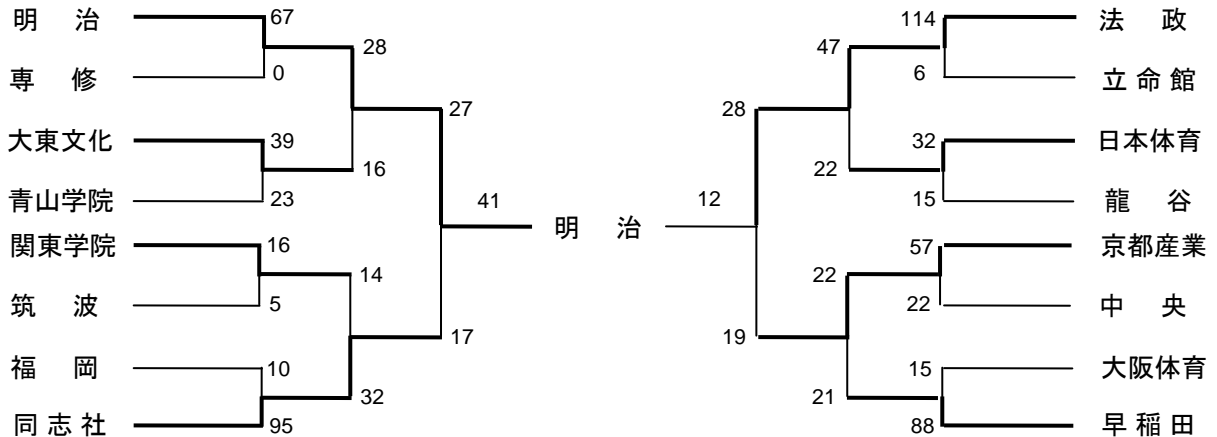 明 治 67 114 法 政
28 47
専 修 0 6 立 命 館
27 28
大東文化 39 32 日本体育
16 22
青山学院 23 41 12 15 龍 谷
明 治
関東学院 16 57 京都産業
14 22
筑 波 5 22 中 央
17 19
福 岡 10 15 大阪体育
32 21
同 志 社 95 88 早 稲 田